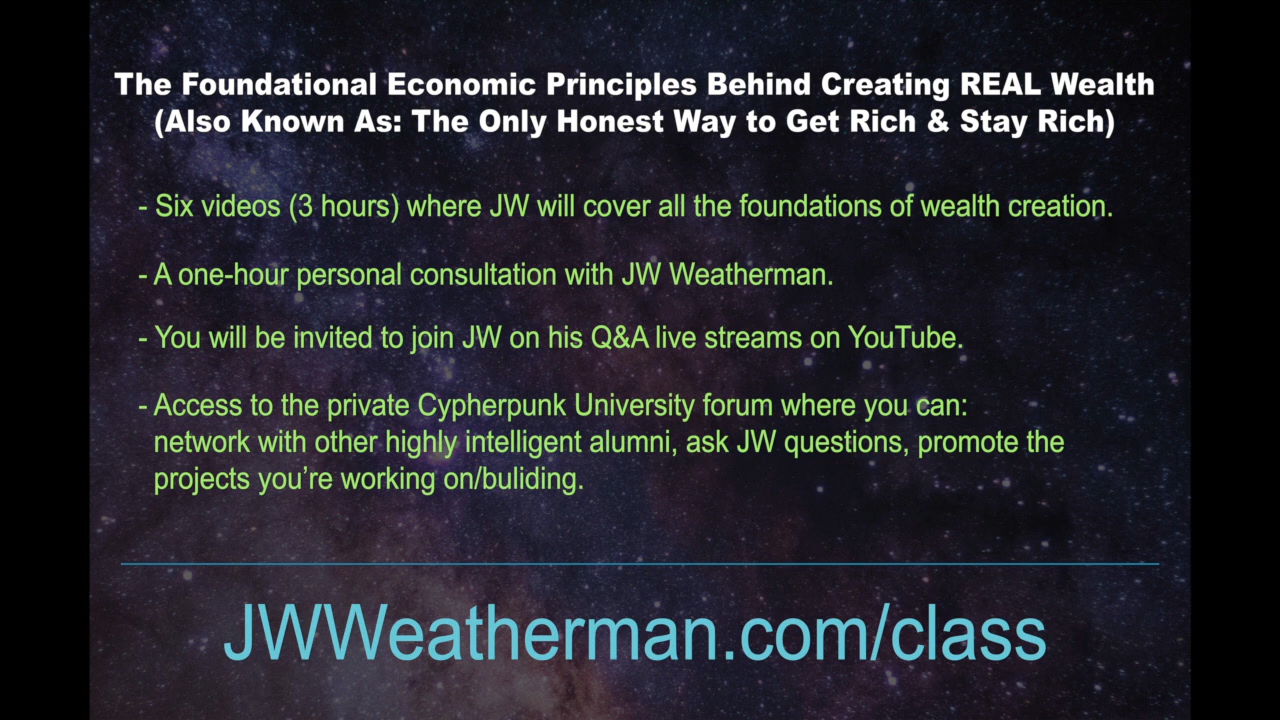 The Foundational Economic Principles Behind Creating REAL Wealth
(Also Known As: The Only Honest Way to Get Rich & Stay Rich)
- Six videos (3 hours) where JW will cover all the foundations of wealth creation.
- A one-hour personal consultation with JW Weatherman.
- You will be invited to join JW on his Q&A live streams on YouTube.
- Access to the private Cypherpunk University forum where you can:
network with other highly intelligent alumni, ask JW questions, promote the
projects you’re working on/buliding.
JWWeatherman.com/class